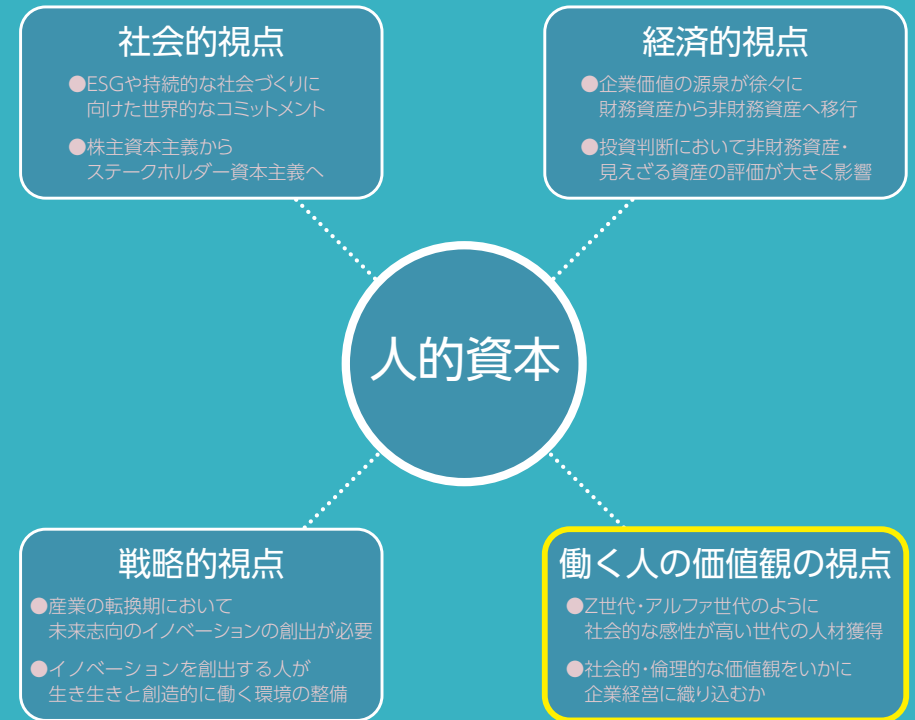 社会的視点
●ESGや持続的な社会づくりに
向けた世界的なコミットメント
●株主資本主義から
ステークホルダー資本主義へ
経済的視点
●企業価値の源泉が徐々に
財務資産から非財務資産へ移行
●投資判断において非財務資産・
見えざる資産の評価が大きく影響
人的資本
戦略的視点
●産業の転換期において
未来志向のイノベーションの創出が必要
●イノベーションを創出する人が
生き生きと創造的に働く環境の整備
働く人の価値観の視点
●Z世代・アルファ世代のように
社会的な感性が高い世代の人材獲得
●社会的・倫理的な価値観をいかに
企業経営に織り込むか